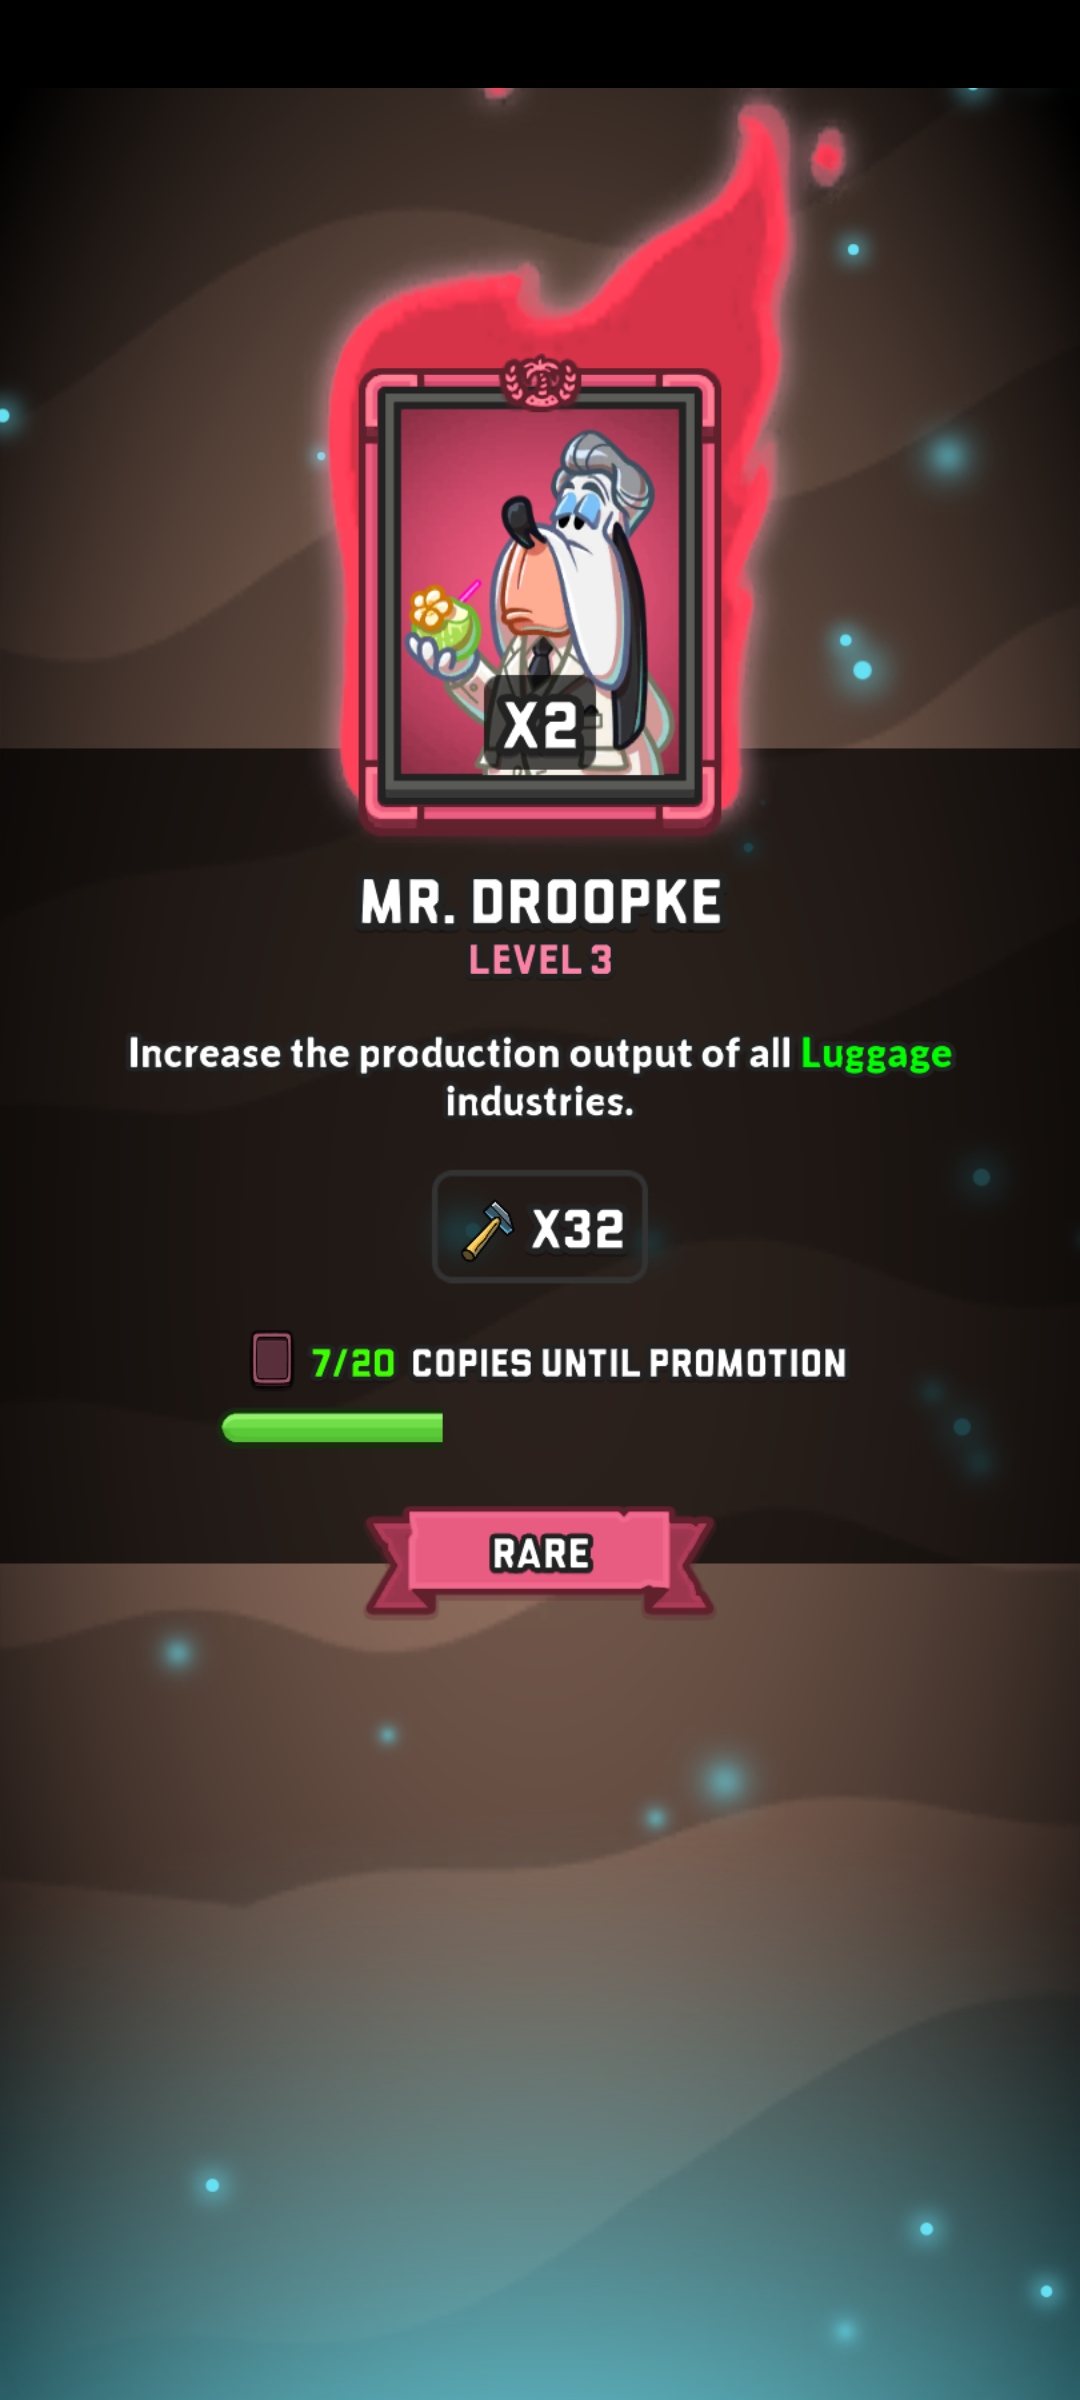 X2
MR. DROOPKE
LEVEL 3
Increase the production output of all Luggage
industries.
X32
7/20 COPIES UNTIL PROMOTION
RARE